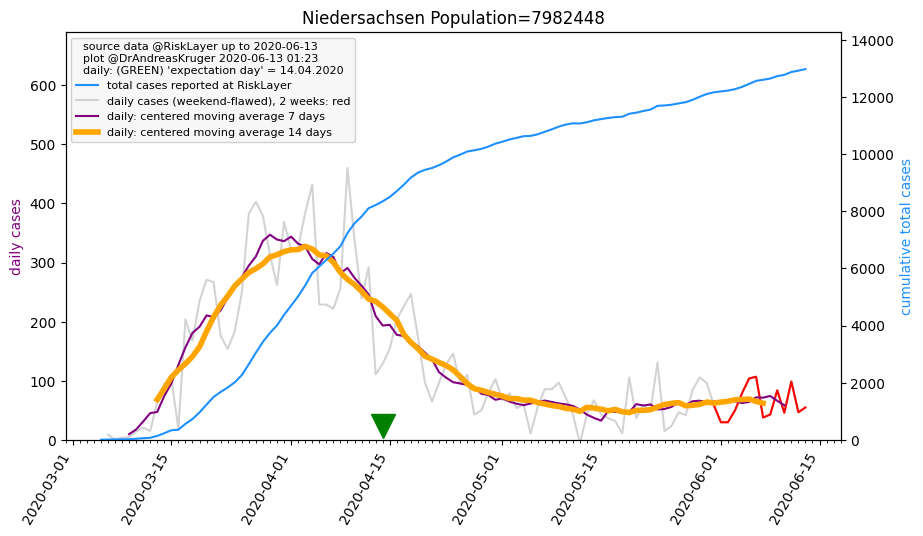 Niedersachsen Population=7982448
source data @RiskLayer up to 2020-06-13
plot @DrAndreasKruger 2020-06-13 01:23
daily: (GREEN) 'expectation day' = 14.04.2020
total cases reported at RiskLayer
daily cases (weekend-flawed), 2 weeks: red
daily: centered moving average 7 days
daily: centered moving average 14 days
daily cases
600
500
400
300
200
100
0
14000
12000
10000
8000
6000
4000
2000
0
cumulative total cases
2020-03-01
2020-03-15
2020-04-01
2020-04-15
2020-05-01
2020-05-15
2020-06-01
2020-06-15